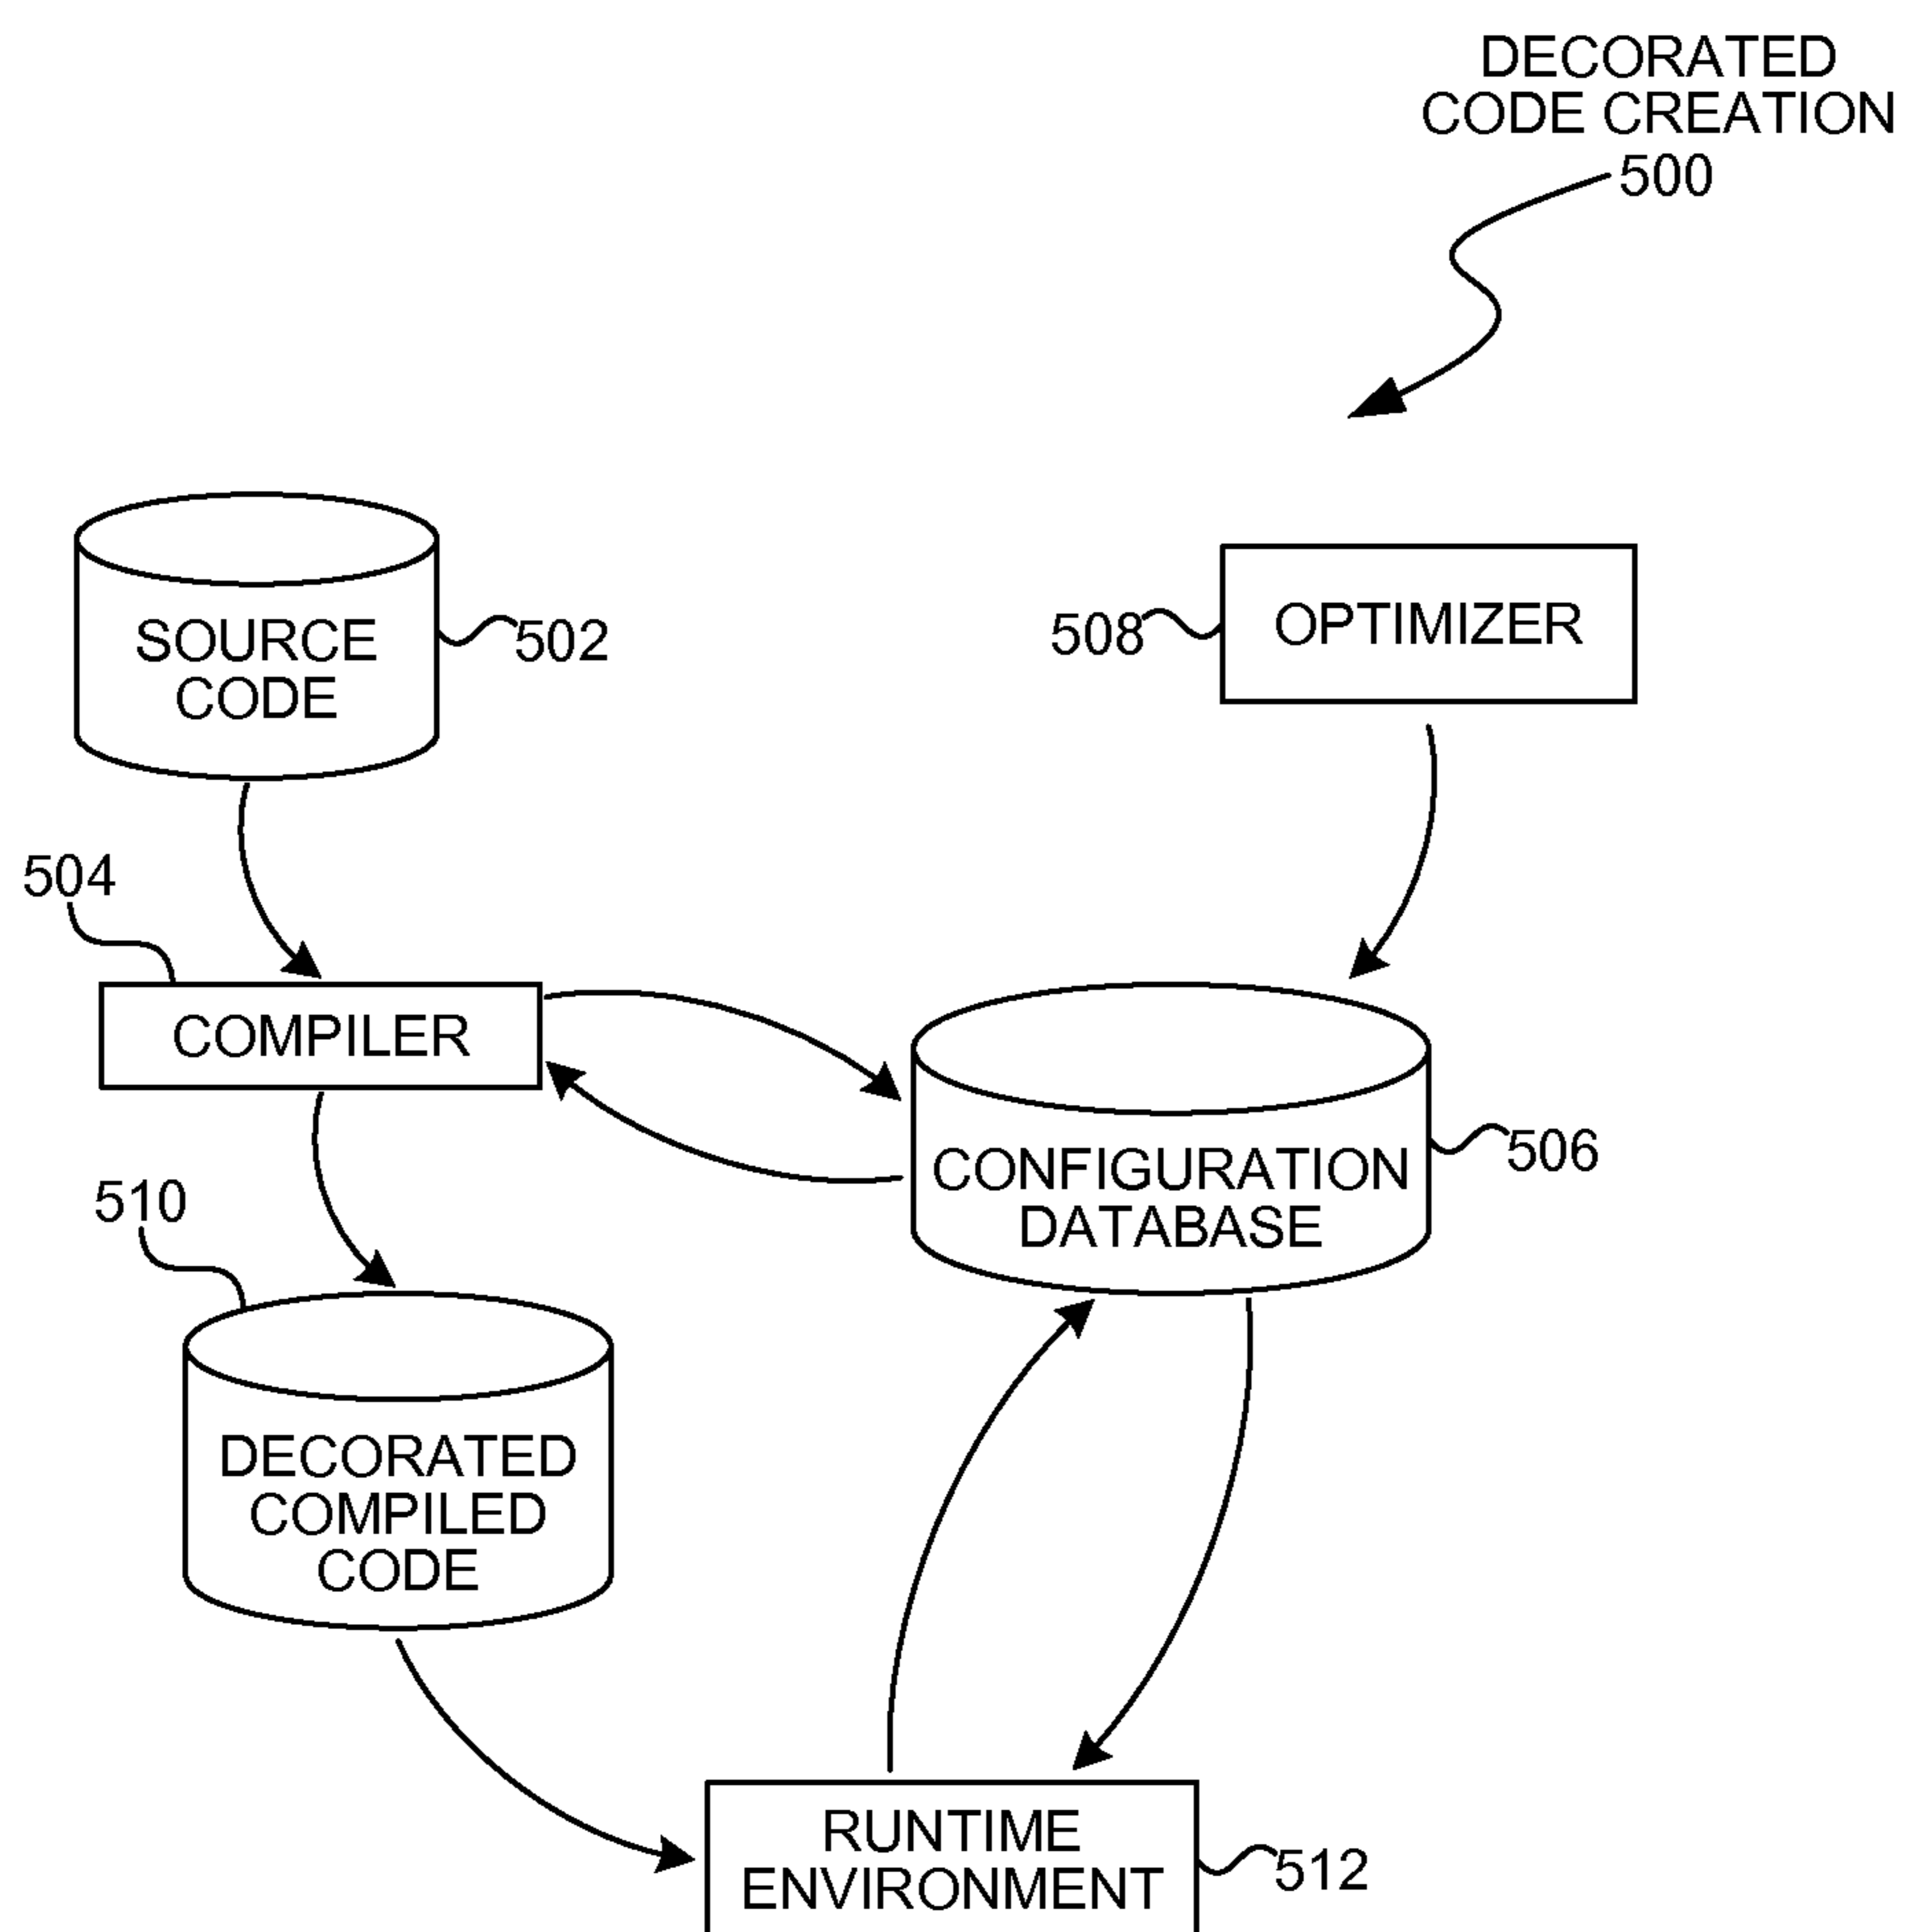 DECORATED
CODE CREATION
500
SOURCE
CODE
502
508
OPTIMIZER
504
COMPILER
CONFIGURATION
DATABASE
506
510
DECORATED
COMPILED
CODE
RUNTIME
ENVIRONMENT
512